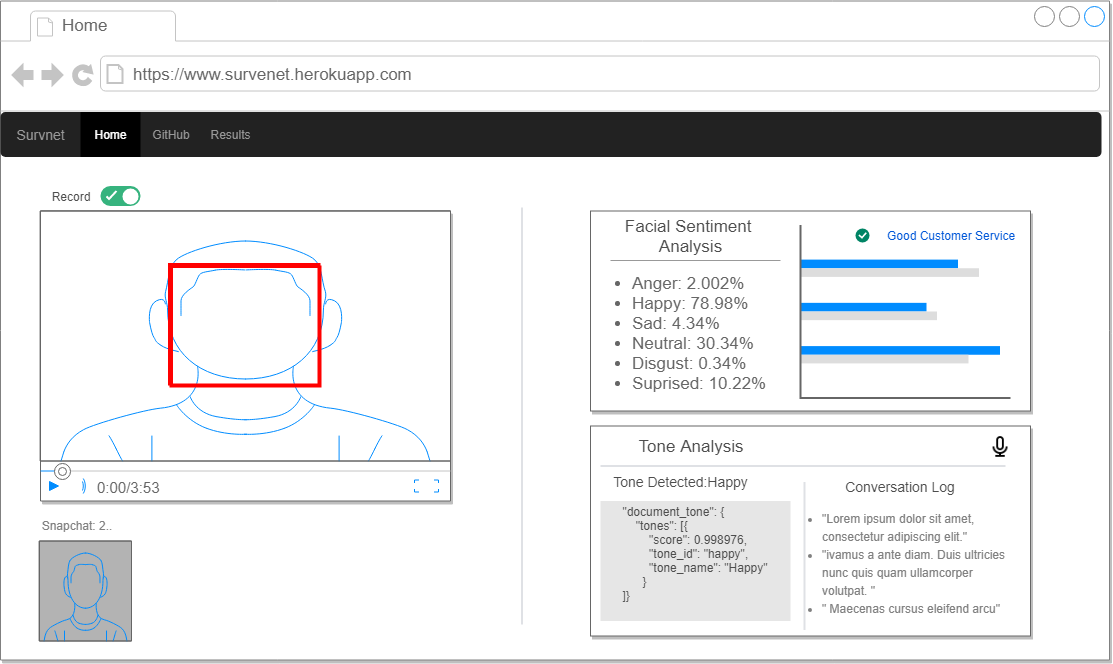 Home
https://www.survenet.herokuapp.com
Survnet Home GitHub Results
Record
0:00/3:53
Snapchat: 2..
Facial Sentiment
Analysis
Anger: 2.002%
Happy: 78.98%
Sad: 4.34%
Neutral: 30.34%
Disgust: 0.34%
Suprised: 10.22%
Good Customer Service
Tone Analysis
Tone Detected:Happy
"document_tone": {
"tones": [{
"score": 0.998976,
"tone_id": "happy",
"tone_name": "Happy"
}
]}
Conversation Log
"Lorem ipsum dolor sit amet,
consectetur adipiscing elit."
"ivamus a ante diam. Duis ultricies
nunc quis quam ullamcorper
volutpat. "
" Maecenas cursus eleifend arcu"